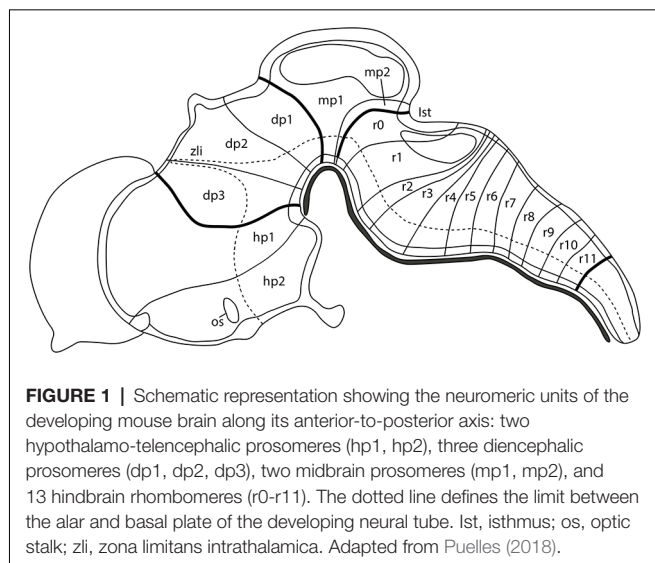 mp2
mp1
Ist
dp1
r0
dp2
zli
r1
r2
r3
r4
r5
r6
r7
dp3
r8
r9
hp1
r10
r11
hp2
os
FIGURE 1 | Schematic representation showing the neuromeric units of the
developing mouse brain along its anterior-to-posterior axis: two
hypothalamo-telencephalic prosomeres (hp1, hp2), three diencephalic
prosomeres (dp1, dp2, dp3), two midbrain prosomeres (mp1, mp2), and
13 hindbrain rhombomeres (r0-r11). The dotted line defines the limit between
the alar and basal plate of the developing neural tube. Ist, isthmus; os, optic
stalk; zli, zona limitans intrathalamica. Adapted from Puelles (2018).